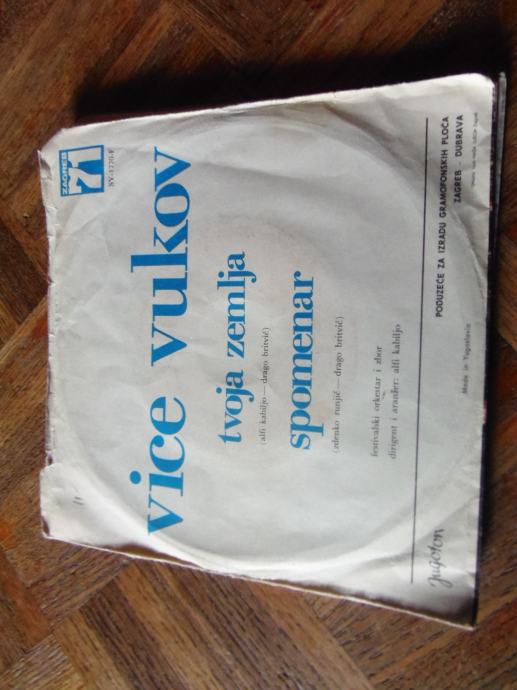 ZAGREB
71
vice vukov
tvoja zemlja
(alfi kabiljo — drago britvić)
spomenar
(zdenko runjić — drago britvić)
festivalski orkestar i zbor
dirigent i aranžer: alfi kabiljo
Jugoton
PODUZEĆE ZA IZRADU GRAMOFONSKIH PLOČA
ZAGREB - DUBRAVA
Made in Yugoslavia